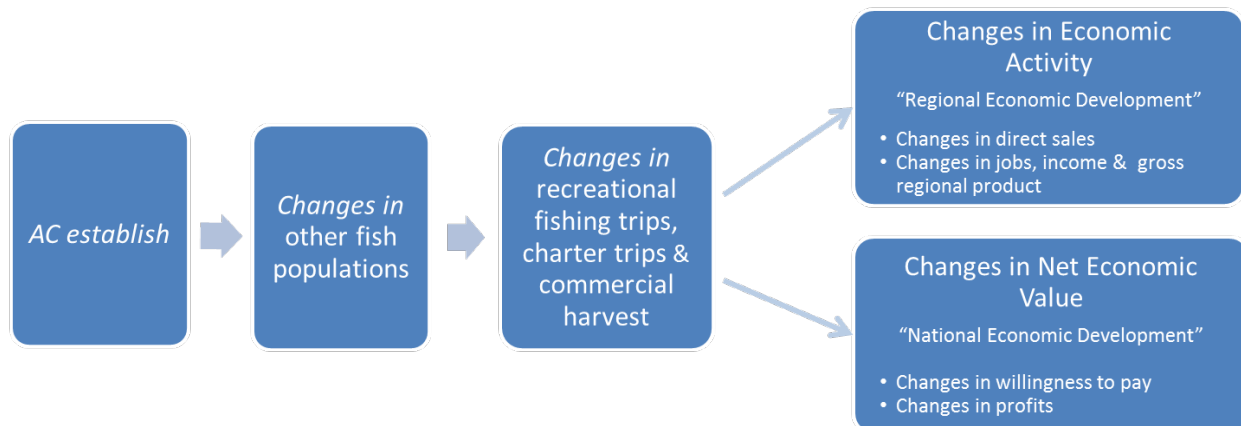 AC establish
Changes in
other fish
populations
Changes in
recreational
fishing trips,
charter trips &
commercial
harvest
Changes in Economic
Activity
“Regional Economic Development”
• Changes in direct sales
• Changes in jobs, income & gross
regional product
Changes in Net Economic
Value
“National Economic Development”
• Changes in willingness to pay
• Changes in profits